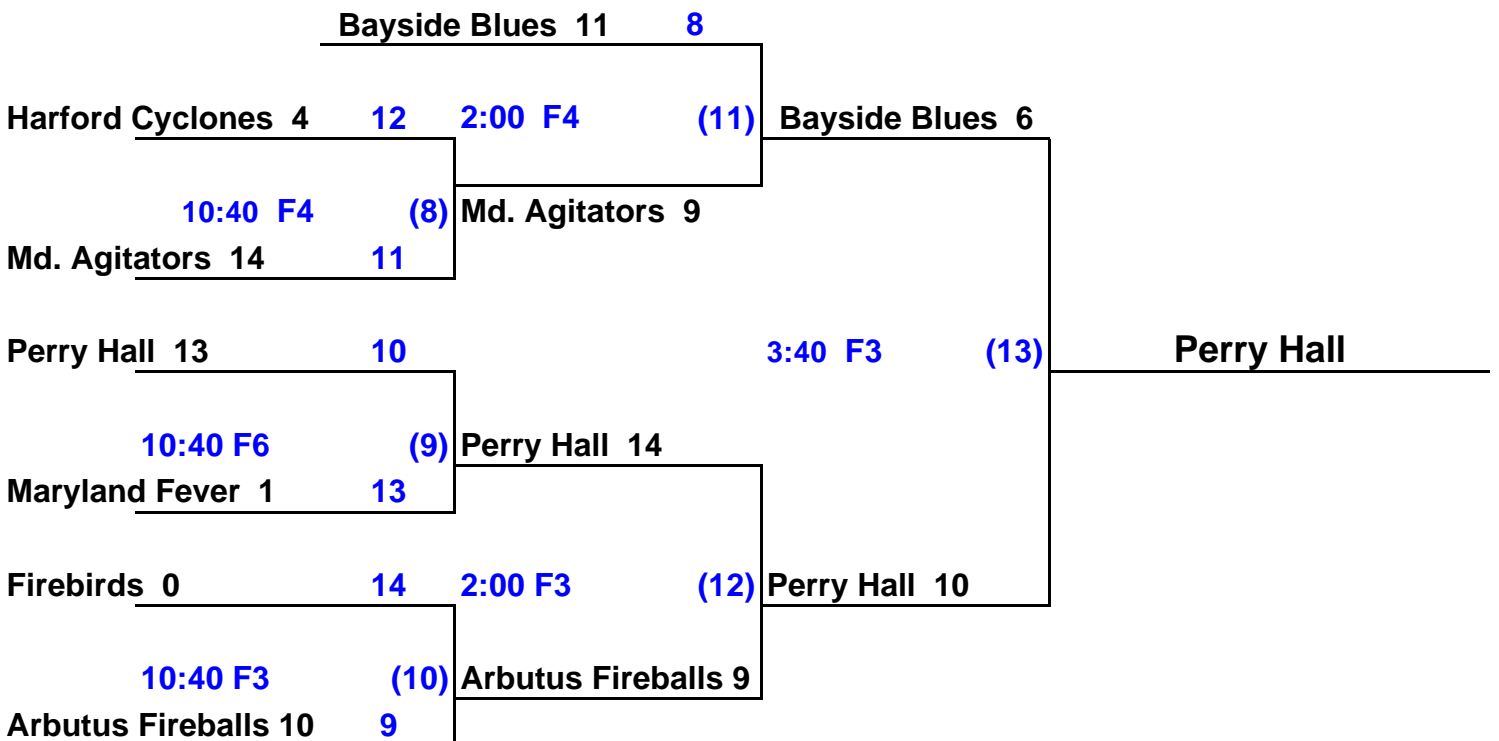 Bayside Blues 11 8
Harford Cyclones 4 12 2:00 F4 (11) Bayside Blues 6
10:40 F4 (8) Md. Agitators 9
Md. Agitators 14 11
Perry Hall 13 10 3:40 F3 (13) Perry Hall
10:40 F6 (9) Perry Hall 14
Maryland Fever 1 13
Firebirds 0 14 2:00 F3 (12) Perry Hall 10
10:40 F3 (10) Arbutus Fireballs 9
Arbutus Fireballs 10 9